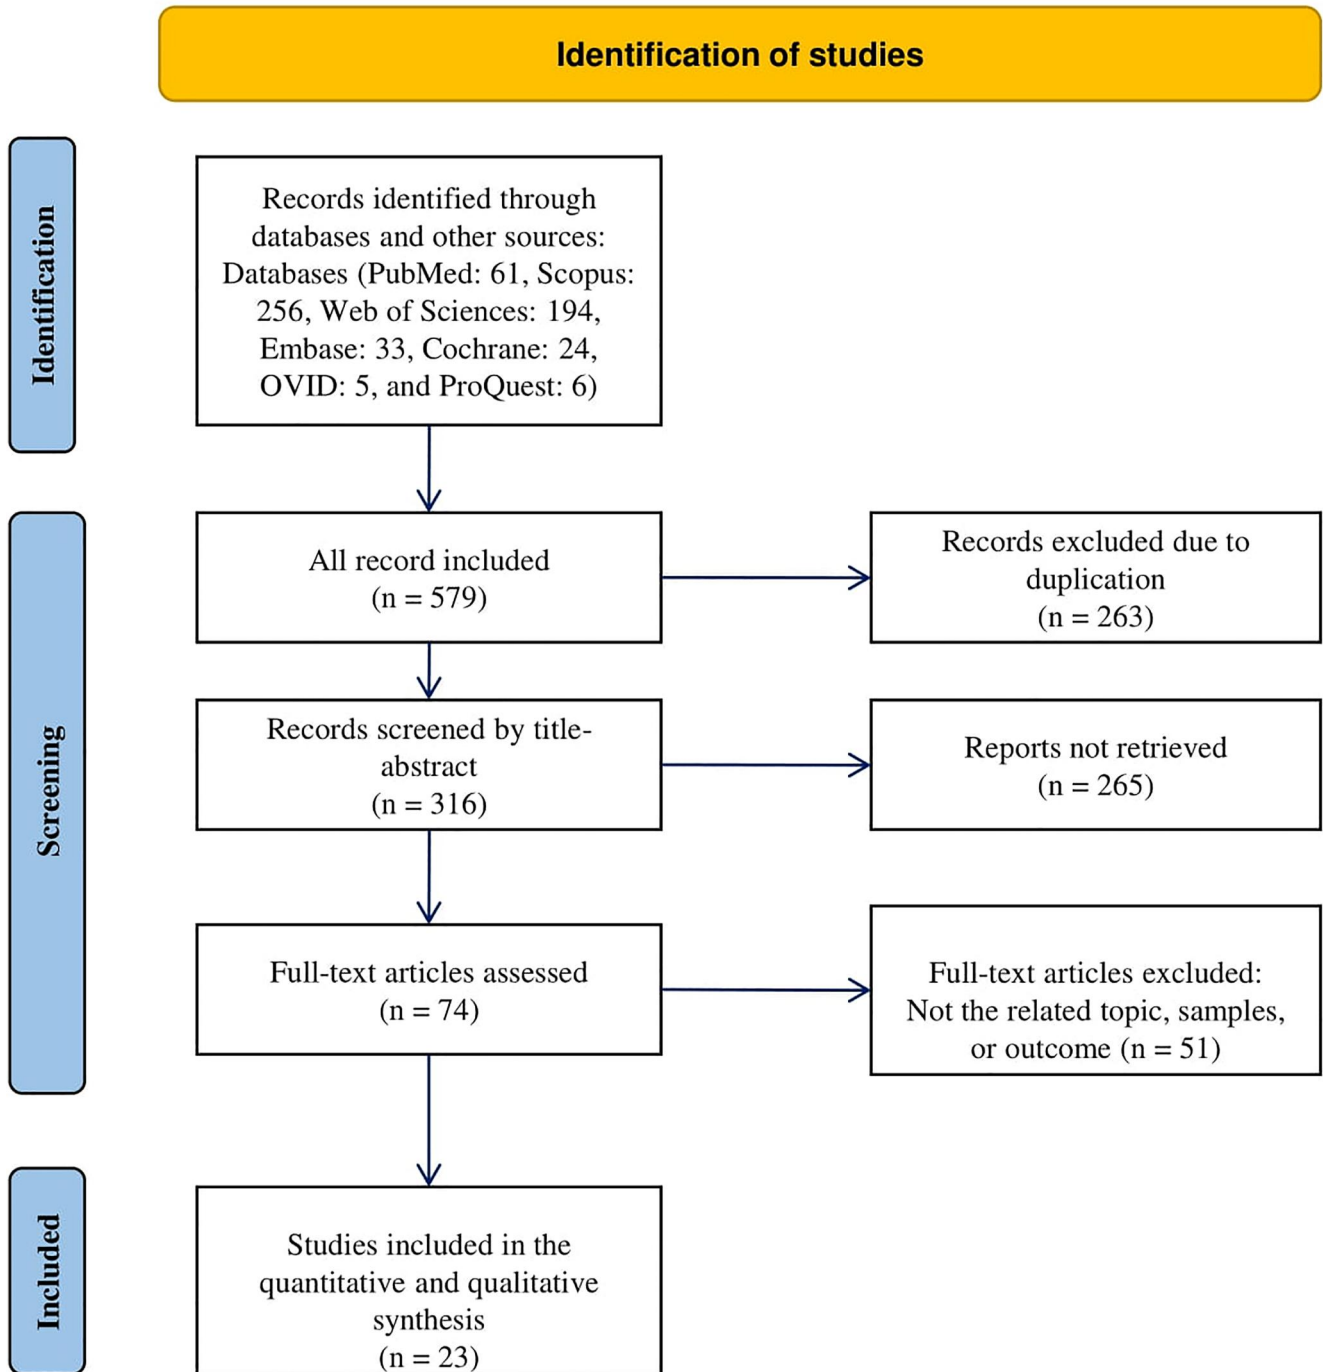 Identification of studies
Identification
Records identified through
databases and other sources:
Databases (PubMed: 61, Scopus:
256, Web of Sciences: 194,
Embase: 33, Cochrane: 24,
OVID: 5, and ProQuest: 6)
Screening
All record included
(n = 579)
Records excluded due to
duplication
(n = 263)
Records screened by title-
abstract
(n = 316)
Reports not retrieved
(n = 265)
Full-text articles assessed
(n = 74)
Full-text articles excluded:
Not the related topic, samples,
or outcome (n = 51)
Included
Studies included in the
quantitative and qualitative
synthesis
(n = 23)